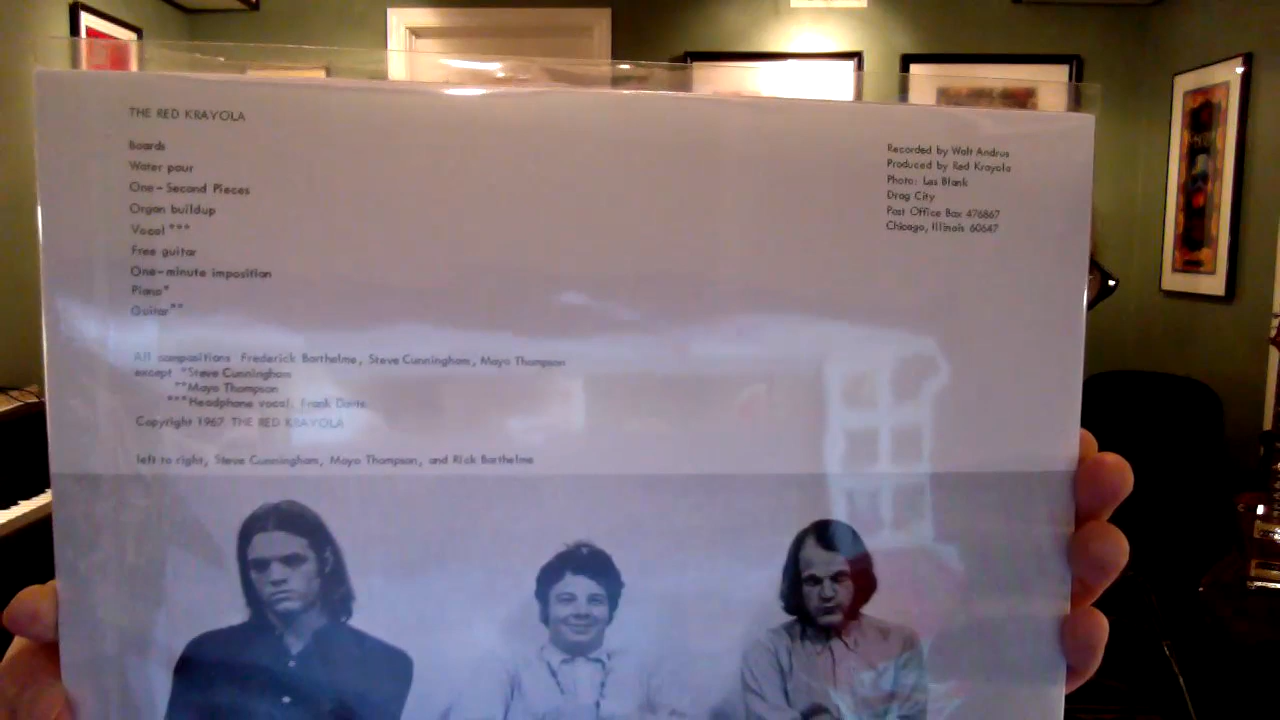 THE RED KRAYOLA
Boards
Water pour
One-Second Pieces
Organ buildup
Vocal ***
Free guitar
One-minute imposition
Piano*
Guitar**
All compositions Frederick Barthelme, Steve Cunningham, Mayo Thompson
except *Steve Cunningham
**Mayo Thompson
***Headphone vocal: Frank Davis
Copyright 1967 THE RED KRAYOLA
left to right, Steve Cunningham, Mayo Thompson, and Rick Barthelme
Recorded by Walt Andrus
Produced by Red Krayola
Photo: Les Blank
Drag City
Post Office Box 476867
Chicago, Illinois 60647